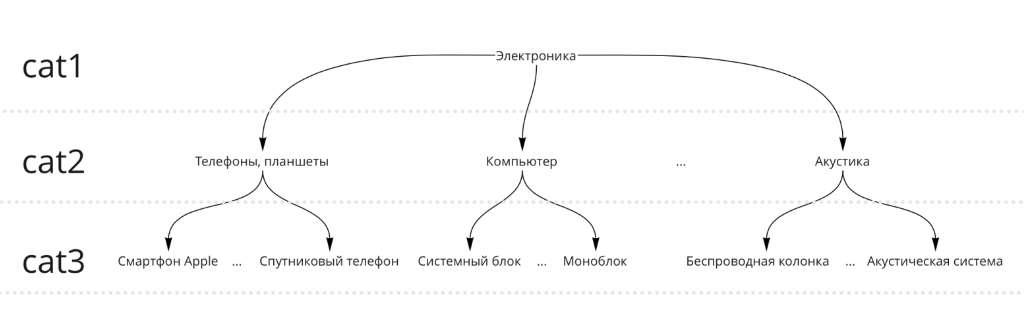 Электроника
cat1
Телефоны, планшеты Компьютер ... Акустика
cat2
cat3 Смартфон Apple ... Спутниковый телефон Системный блок ... Моноблок Беспроводная колонка ... Акустическая система